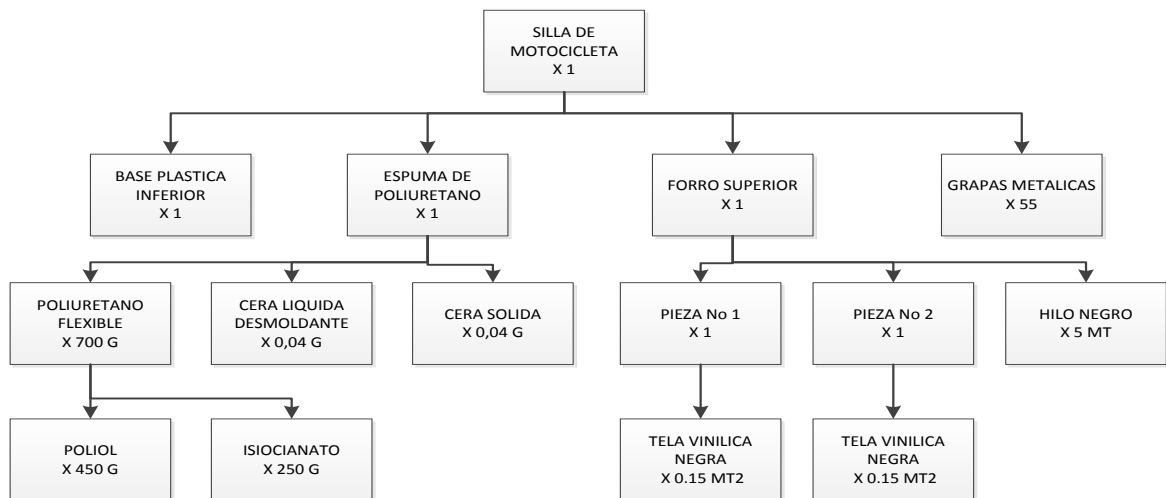 SILLA DE
MOTOCICLETA
X 1
BASE PLASTICA
INFERIOR
X 1
ESPUMA DE
POLIURETANO
X 1
FORRO SUPERIOR
X 1
GRAPAS METALICAS
X 55
POLIURETANO
FLEXIBLE
X 700 G
CERA LIQUIDA
DESMOLDANTE
X 0,04 G
CERA SOLIDA
X 0,04 G
PIEZA No 1
X 1
PIEZA No 2
X 1
HILO NEGRO
X 5 MT
POLIOL
X 450 G
ISIOCIANATO
X 250 G
TELA VINILICA
NEGRA
X 0.15 MT2
TELA VINILICA
NEGRA
X 0.15 MT2